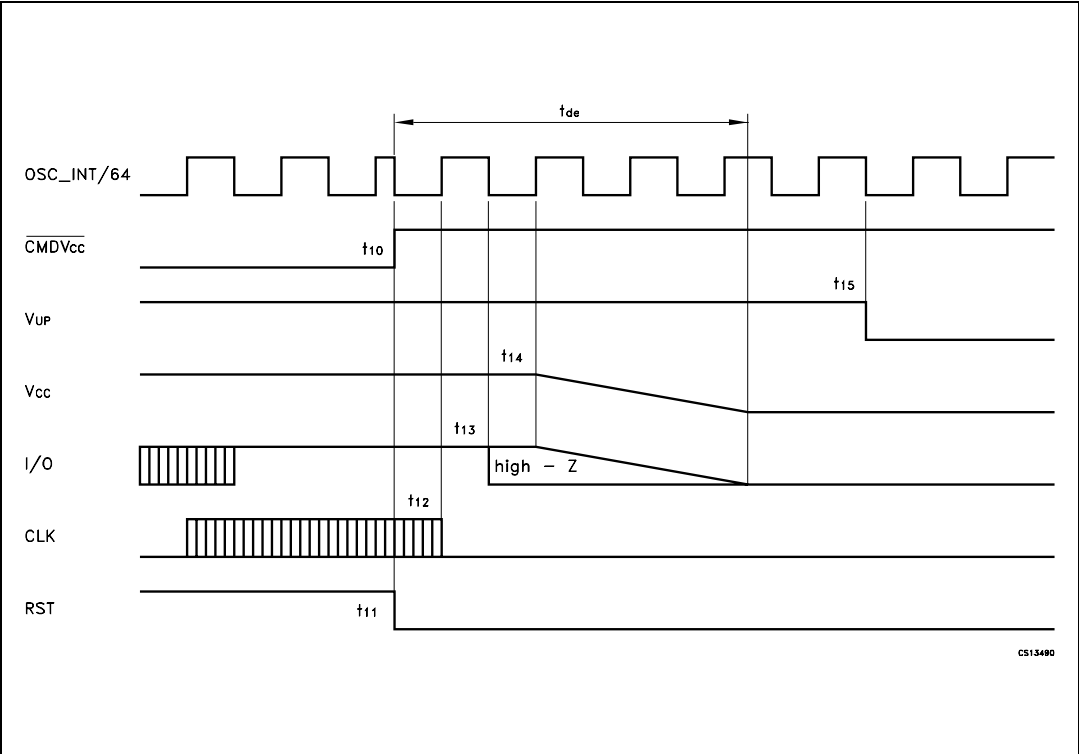 tde
OSC_INT/64
CMDVcc
t10
t15
VUP
t14
Vcc
t13
I/O
high - Z
t12
CLK
RST
t11
CS13490